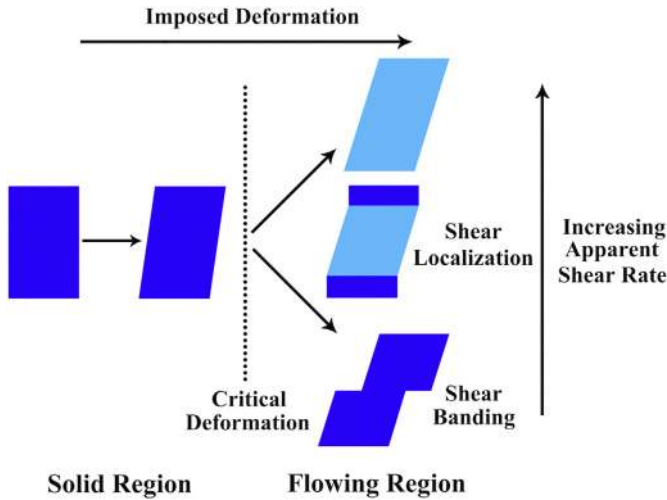 Imposed Deformation
Shear
Localization
Increasing
Apparent
Shear Rate
Critical
Deformation
Shear
Banding
Solid Region
Flowing Region